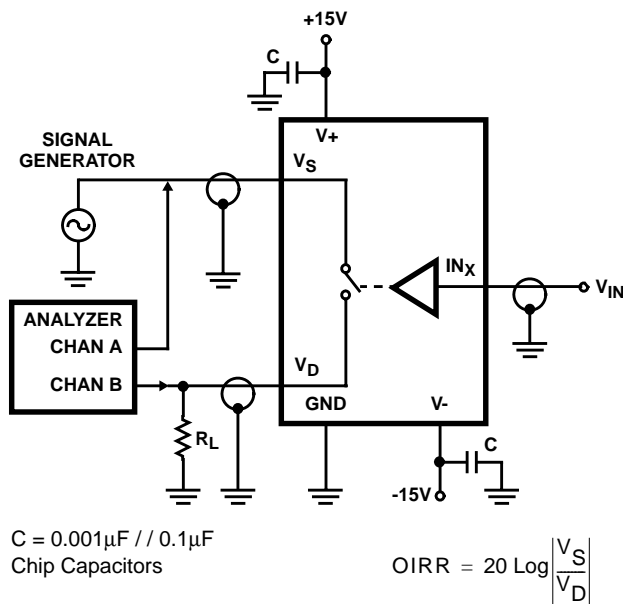 +15V
C
V+
SIGNAL
GENERATOR
VS
INX
VIN
ANALYZER
CHAN A
CHAN B
VD
GND
V-
RL
C
-15V
C = 0.001μF // 0.1μF
Chip Capacitors
OIRR = 20 Log|VS/VD|